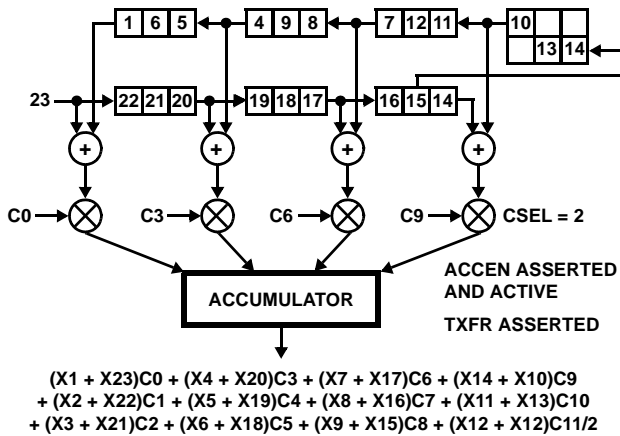 1 6 5 4 9 8 7 12 11 10
13 14
23 22 21 20 19 18 17 16 15 14
+ + + +
C0 C3 C6 C9 CSEL = 2
ACCUMULATOR
ACCEN ASSERTED
AND ACTIVE
TXFR ASSERTED
(X1 + X23)C0 + (X4 + X20)C3 + (X7 + X17)C6 + (X14 + X10)C9
+ (X2 + X22)C1 + (X5 + X19)C4 + (X8 + X16)C7 + (X11 + X13)C10
+ (X3 + X21)C2 + (X6 + X18)C5 + (X9 + X15)C8 + (X12 + X12)C11/2